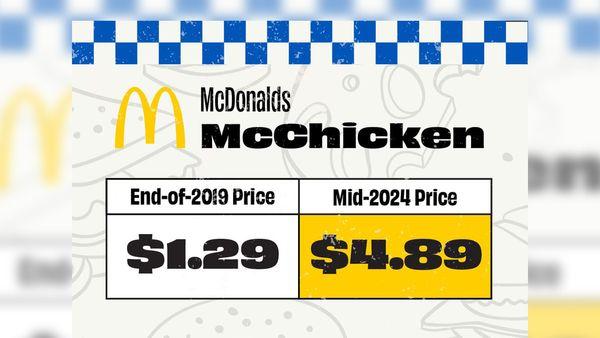 McDonalds
McChicken
End-of-2019 Price
Mid-2024 Price
$1.29
$4.89